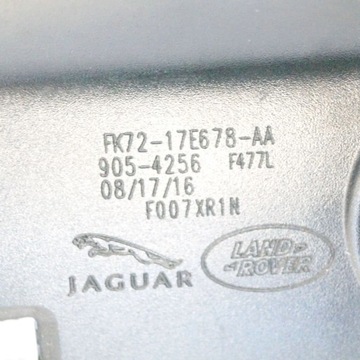 FK72-17E678-AA
905-4256 F477L
08/17/16
F007XR1N
JAGUAR
LAND-
-ROVER